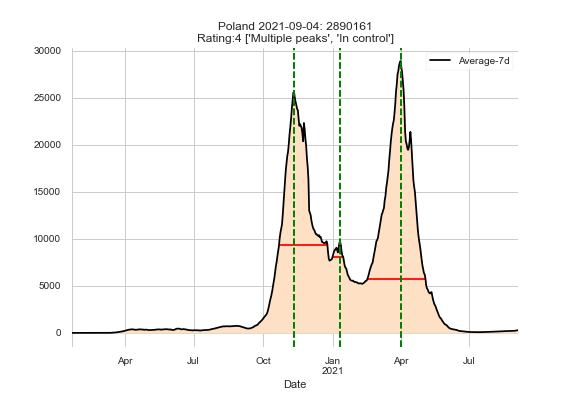 Poland 2021-09-04: 2890161
Rating:4 ['Multiple peaks', 'In control']
Average-7d
30000
25000
20000
15000
10000
5000
0
Apr
Jul
Oct
Jan
2021
Apr
Jul
Date